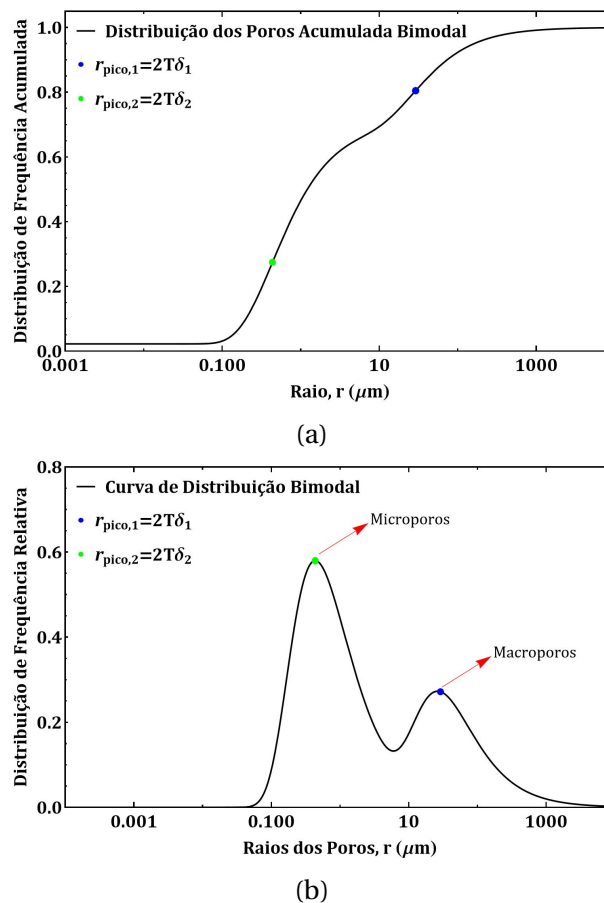 1.0
0.8
0.6
0.4
0.2
0.0
Distribuição de Frequência Acumulada
Distribuição dos Poros Acumulada Bimodal
r_pico,1=2Tδ_1
r_pico,2=2Tδ_2
0.001 0.100 10 1000
Raio, r (μm)
(a)
0.8
0.6
0.4
0.2
0.0
Distribuição de Frequência Relativa
Curva de Distribuição Bimodal
r_pico,1=2Tδ_1
r_pico,2=2Tδ_2
Microporos
Macroporos
0.001 0.100 10 1000
Raios dos Poros, r (μm)
(b)